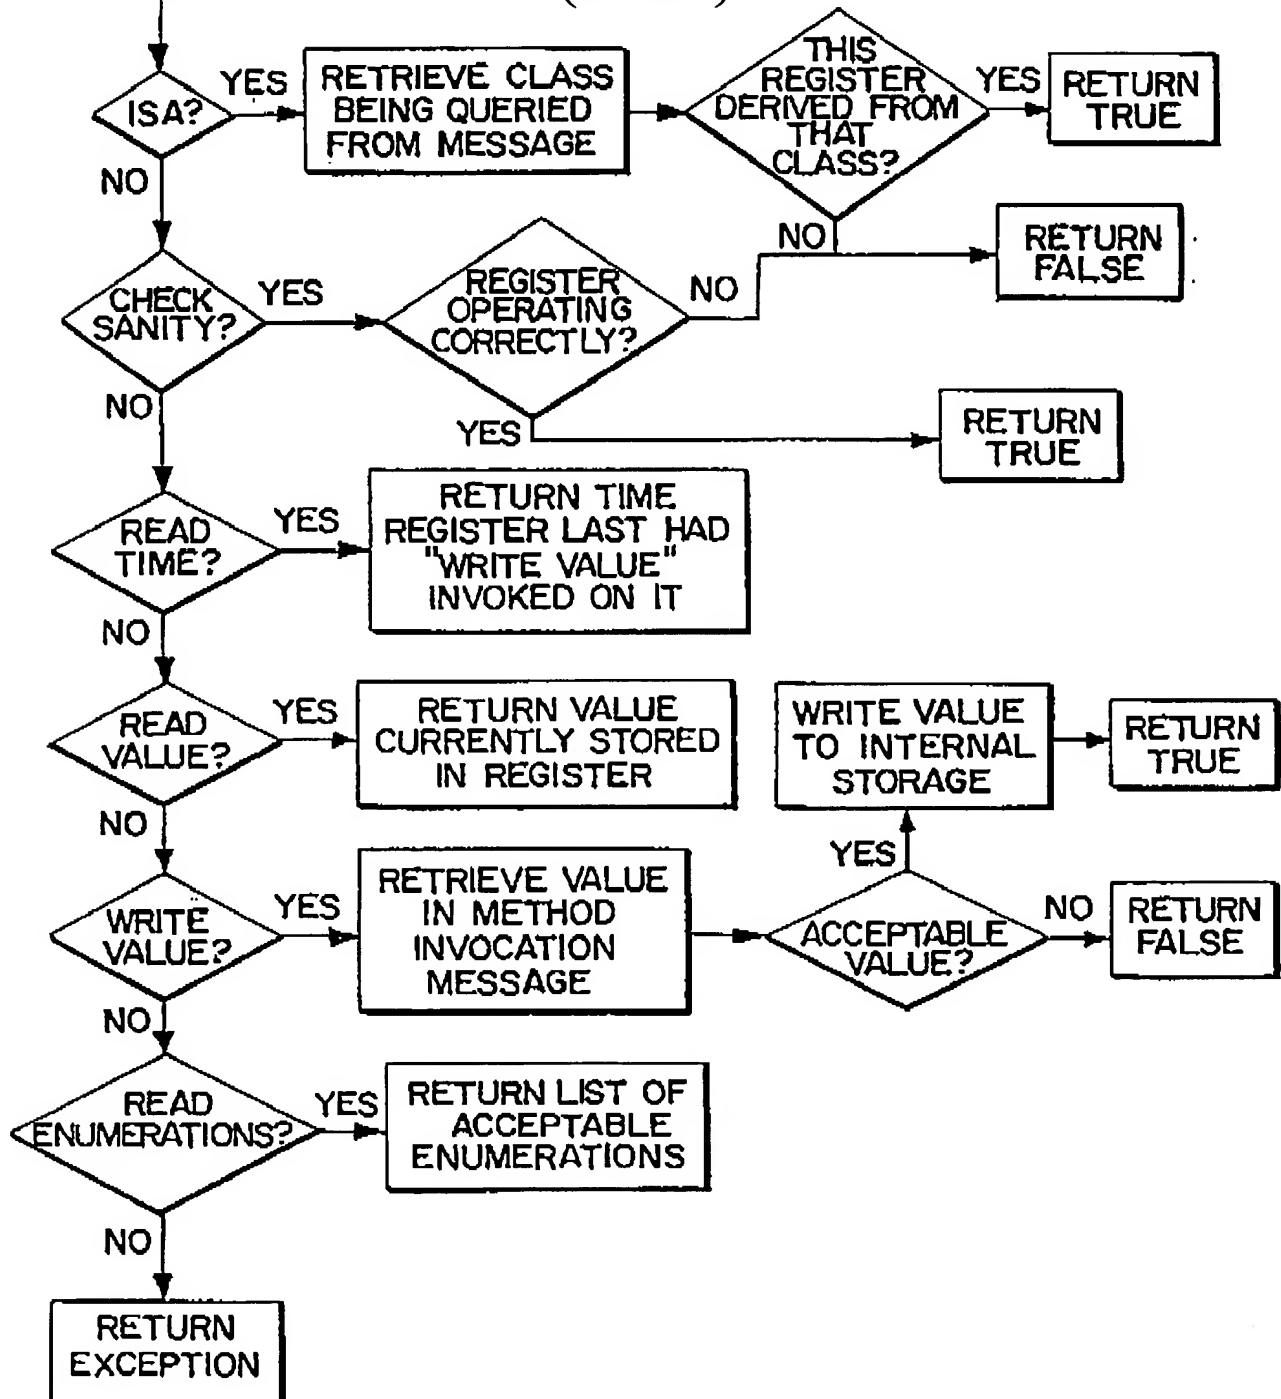 ISA?
YES
RETRIEVE CLASS
BEING QUERIED
FROM MESSAGE
THIS
REGISTER
DERIVED FROM
THAT
CLASS?
YES
RETURN
TRUE
NO
NO
RETURN
FALSE
CHECK
SANITY?
YES
REGISTER
OPERATING
CORRECTLY?
NO
NO
YES
RETURN
TRUE
READ
TIME?
YES
RETURN TIME
REGISTER LAST HAD
"WRITE VALUE"
INVOKED ON IT
NO
READ
VALUE?
YES
RETURN VALUE
CURRENTLY STORED
IN REGISTER
WRITE VALUE
TO INTERNAL
STORAGE
RETURN
TRUE
NO
YES
WRITE
VALUE?
YES
RETRIEVE VALUE
IN METHOD
INVOCATION
MESSAGE
ACCEPTABLE
VALUE?
NO
RETURN
FALSE
NO
READ
ENUMERATIONS?
YES
RETURN LIST OF
ACCEPTABLE
ENUMERATIONS
NO
RETURN
EXCEPTION